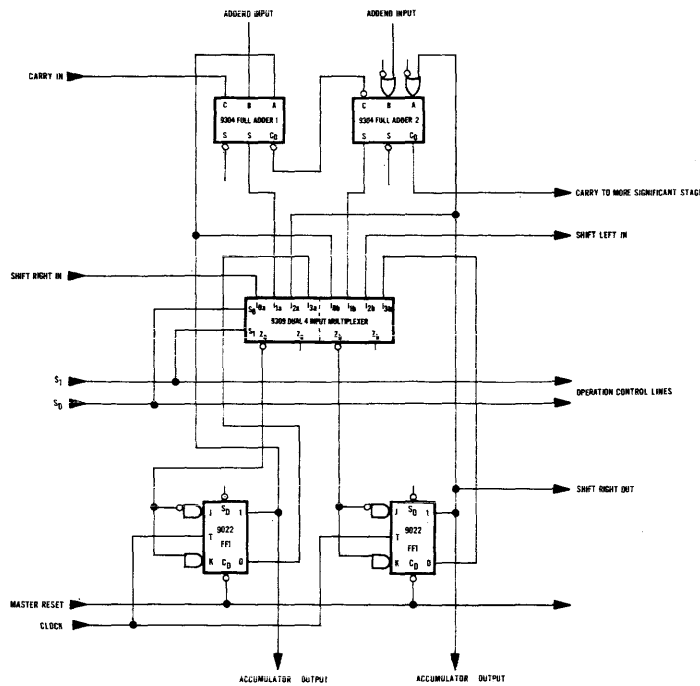 ADDEND INPUT ADDEND INPUT
CARRY IN
C B A C B A
9304 FULL ADDER 1 9304 FULL ADDER 2
S S C0 S S C0
CARRY TO MORE SIGNIFICANT STAGE
SHIFT LEFT IN
SHIFT RIGHT IN
S0 I0a I1a I2a I3a I0b I1b I2b I3b
9309 DUAL 4 INPUT MULTIPLEXER
S1 Za Za Zb Zb
S1
OPERATION CONTROL LINES
S0
SHIFT RIGHT OUT
J SD 1 J SD 1
9022 9022
T T
FF1 FF1
K CD 0 K CD 0
MASTER RESET
CLOCK
ACCUMULATOR OUTPUT ACCUMULATOR OUTPUT